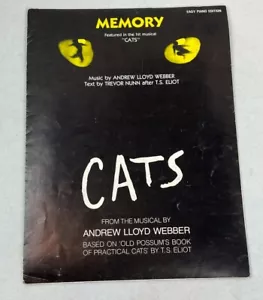 EASY PIANO EDITION
MEMORY
Featured in the hit musical
"CATS"
Music by ANDREW LLOYD WEBBER
Text by TREVOR NUNN after T.S. ELIOT
CATS
FROM THE MUSICAL BY
ANDREW LLOYD WEBBER
BASED ON 'OLD POSSUM'S BOOK
OF PRACTICAL CATS' BY T.S. ELIOT